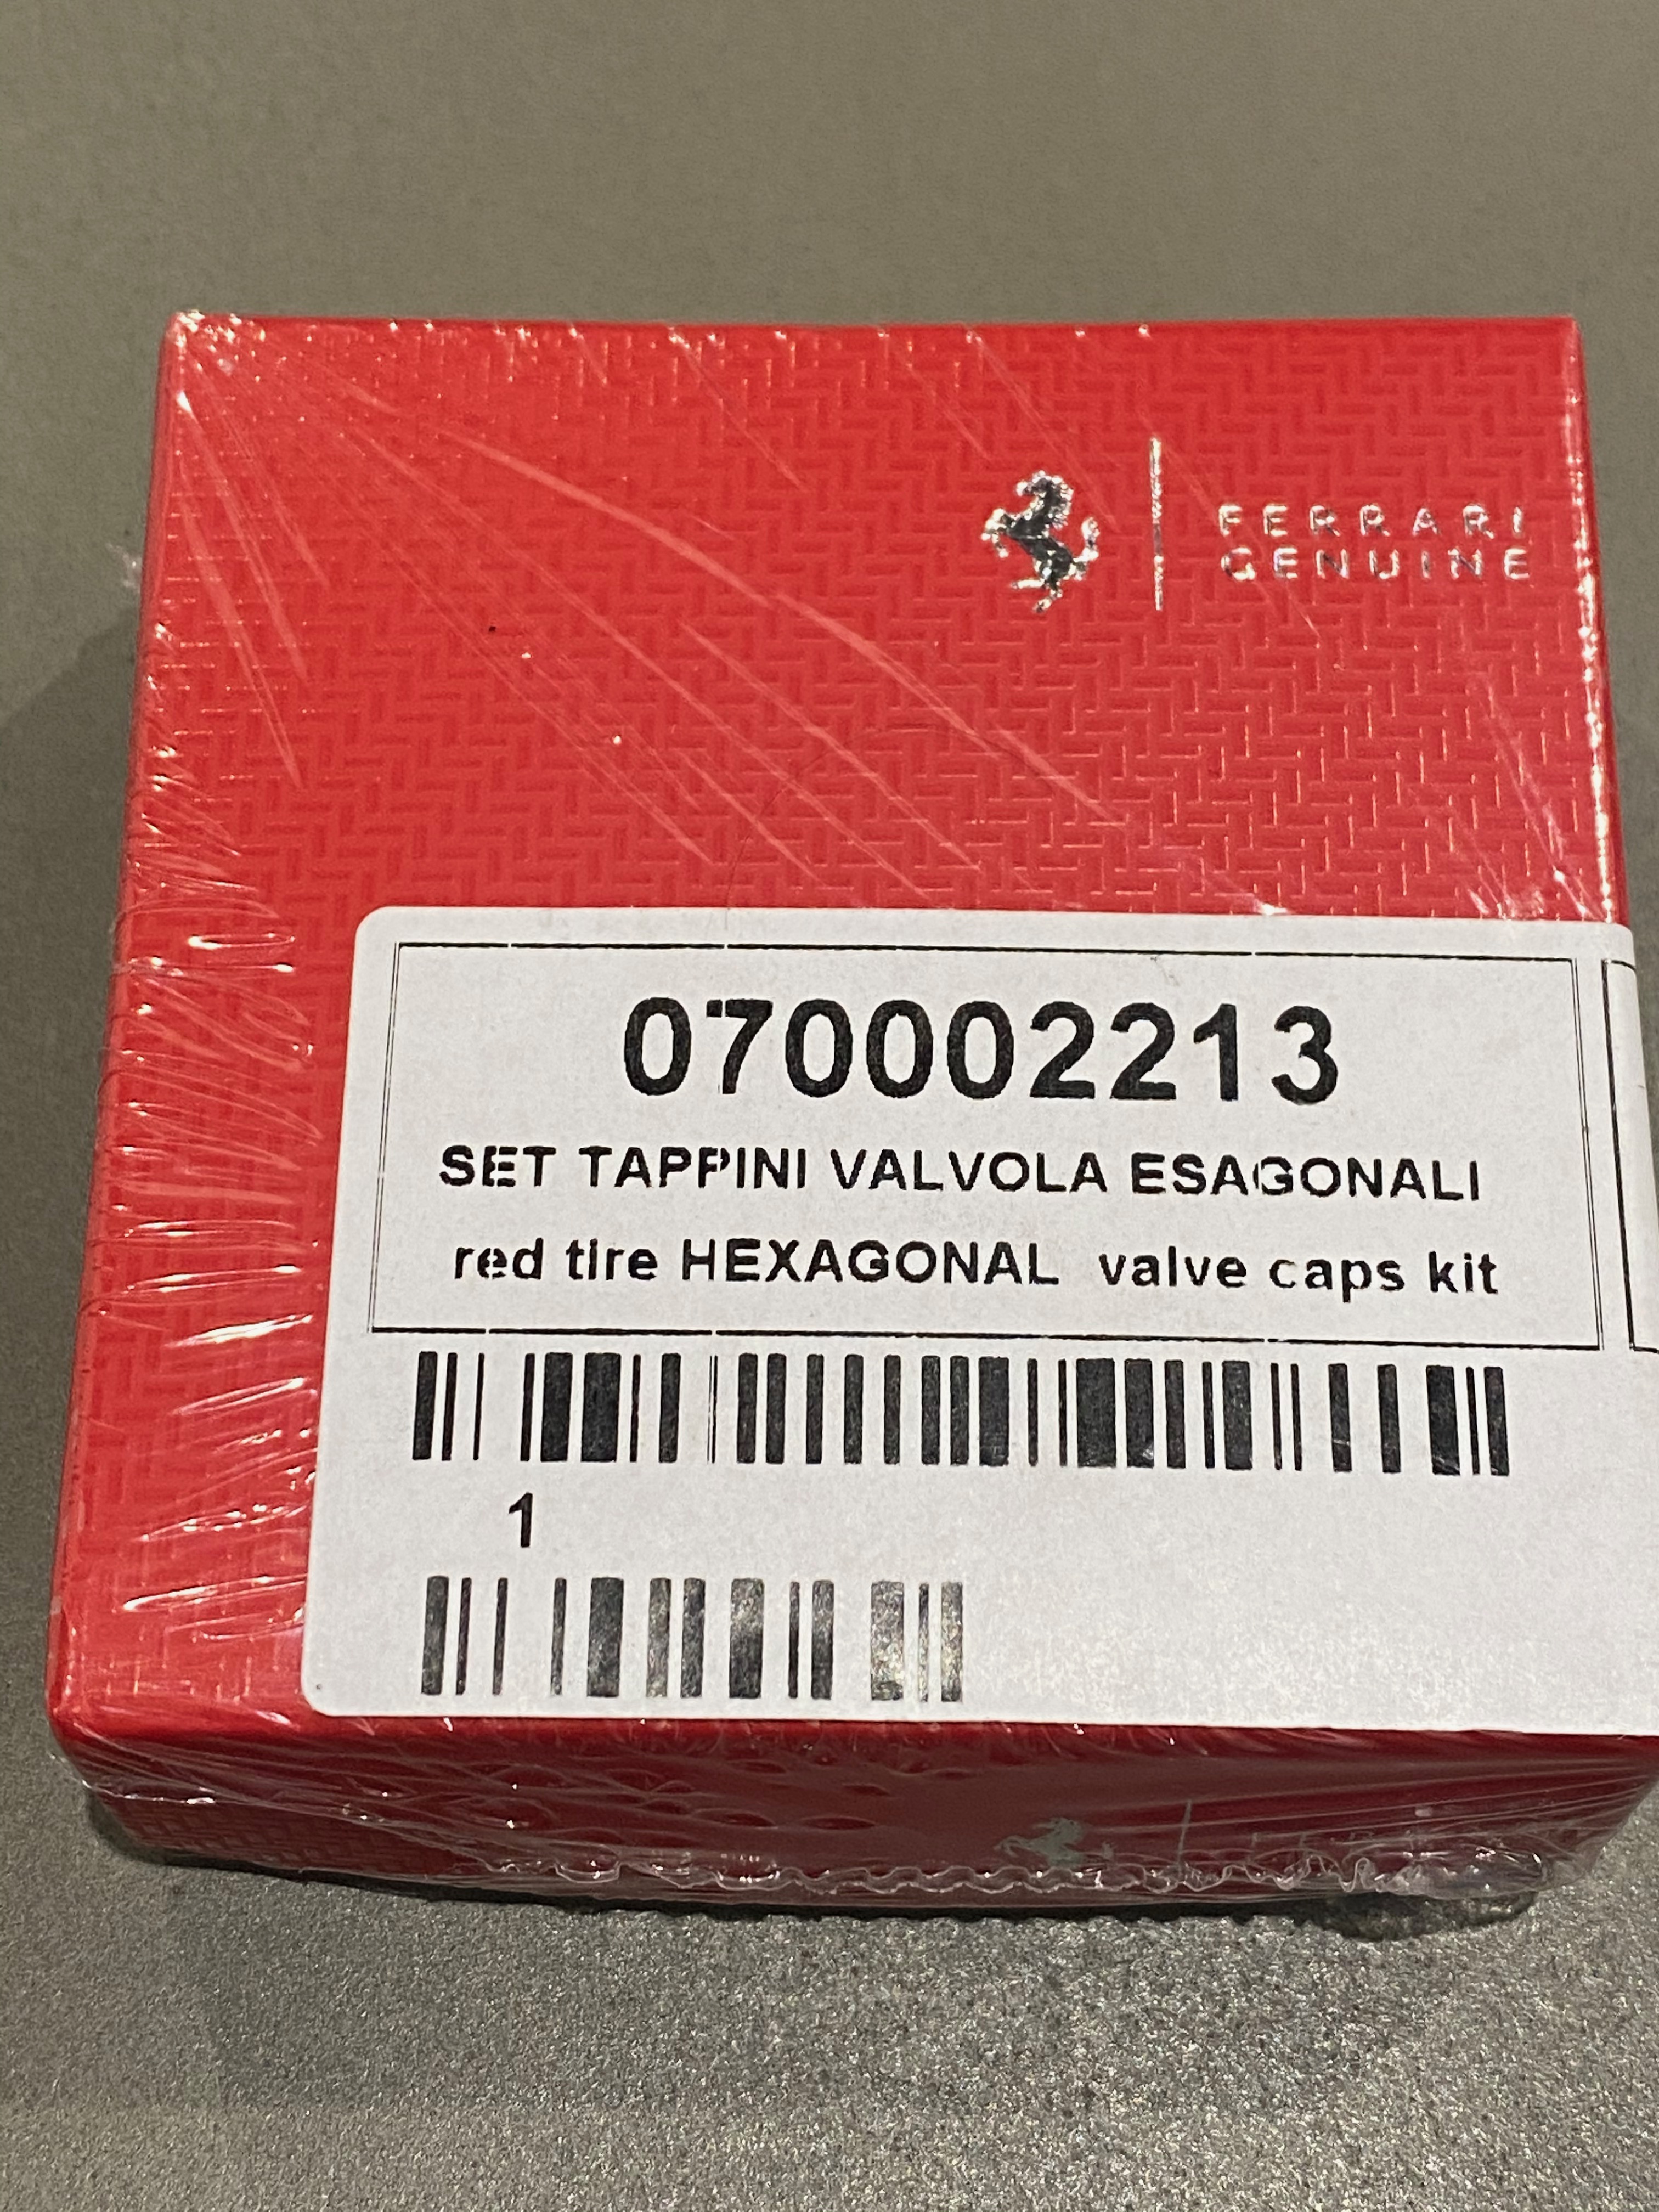 FERRARI
GENUINE
070002213
SET TAPPINI VALVOLA ESAGONALI
red tire HEXAGONAL valve caps kit
1